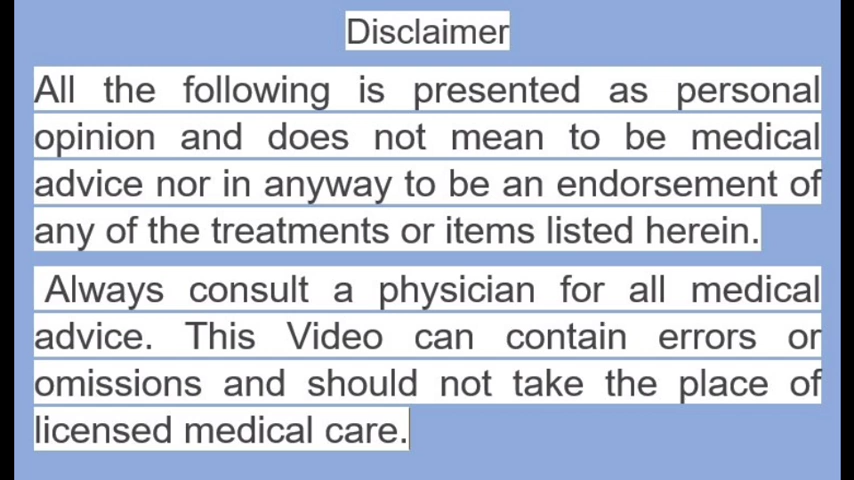 Disclaimer
All the following is presented as personal
opinion and does not mean to be medical
advice nor in anyway to be an endorsement of
any of the treatments or items listed herein.
Always consult a physician for all medical
advice. This Video can contain errors or
omissions and should not take the place of
licensed medical care.